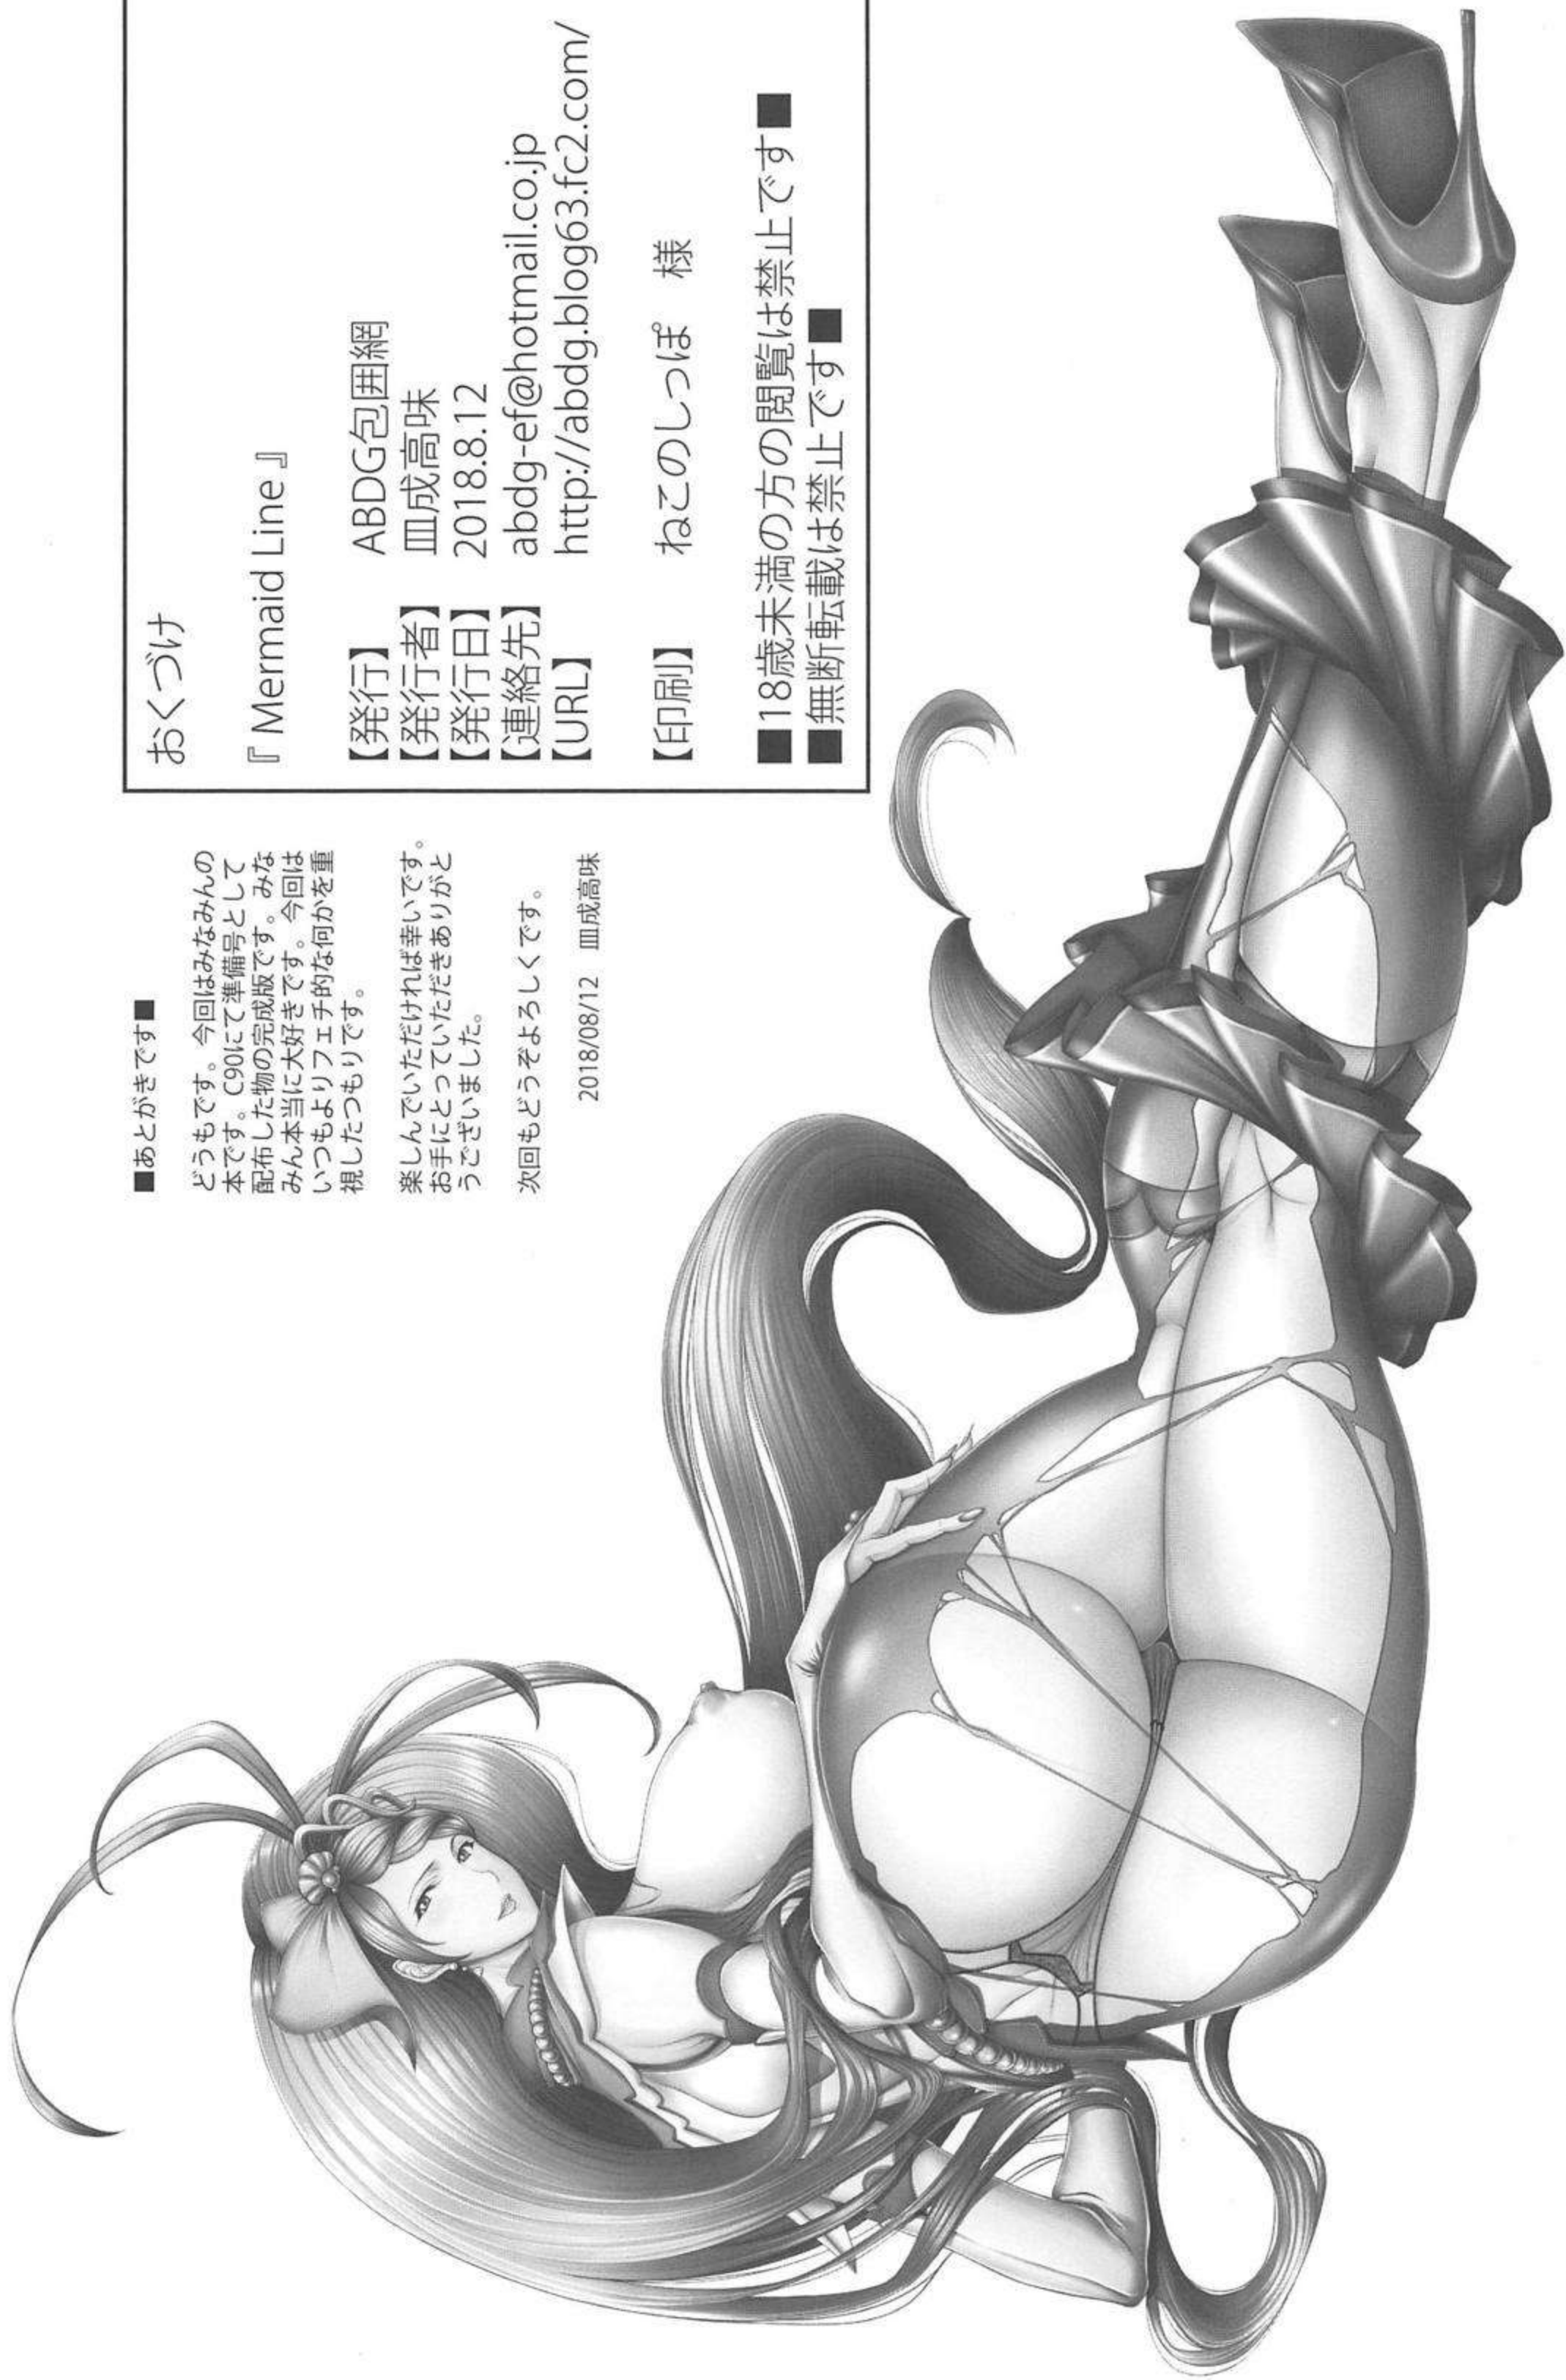 ■あとがきです■
どうもです。今回はみなみんの
本です。C90にて準備号として
配布した物の完成版です。みな
みん本当に大好きです。今回は
いつもよりフェチ的な何かを重
視したつもりです。
楽しんでいただければ幸いです。
お手にとっていただきありがと
うございました。
次回もどうぞよろしくです。
2018/08/12 皿成高味
おくづけ
『 Mermaid Line 』
【発行】 ABDG包囲網
【発行者】 皿成高味
【発行日】 2018.8.12
【連絡先】 abdg-ef@hotmail.co.jp
【URL】 http://abdg.blog63.fc2.com/
【印刷】 ねこのしっぽ 様
■18歳未満の方の閲覧は禁止です■
■無断転載は禁止です■